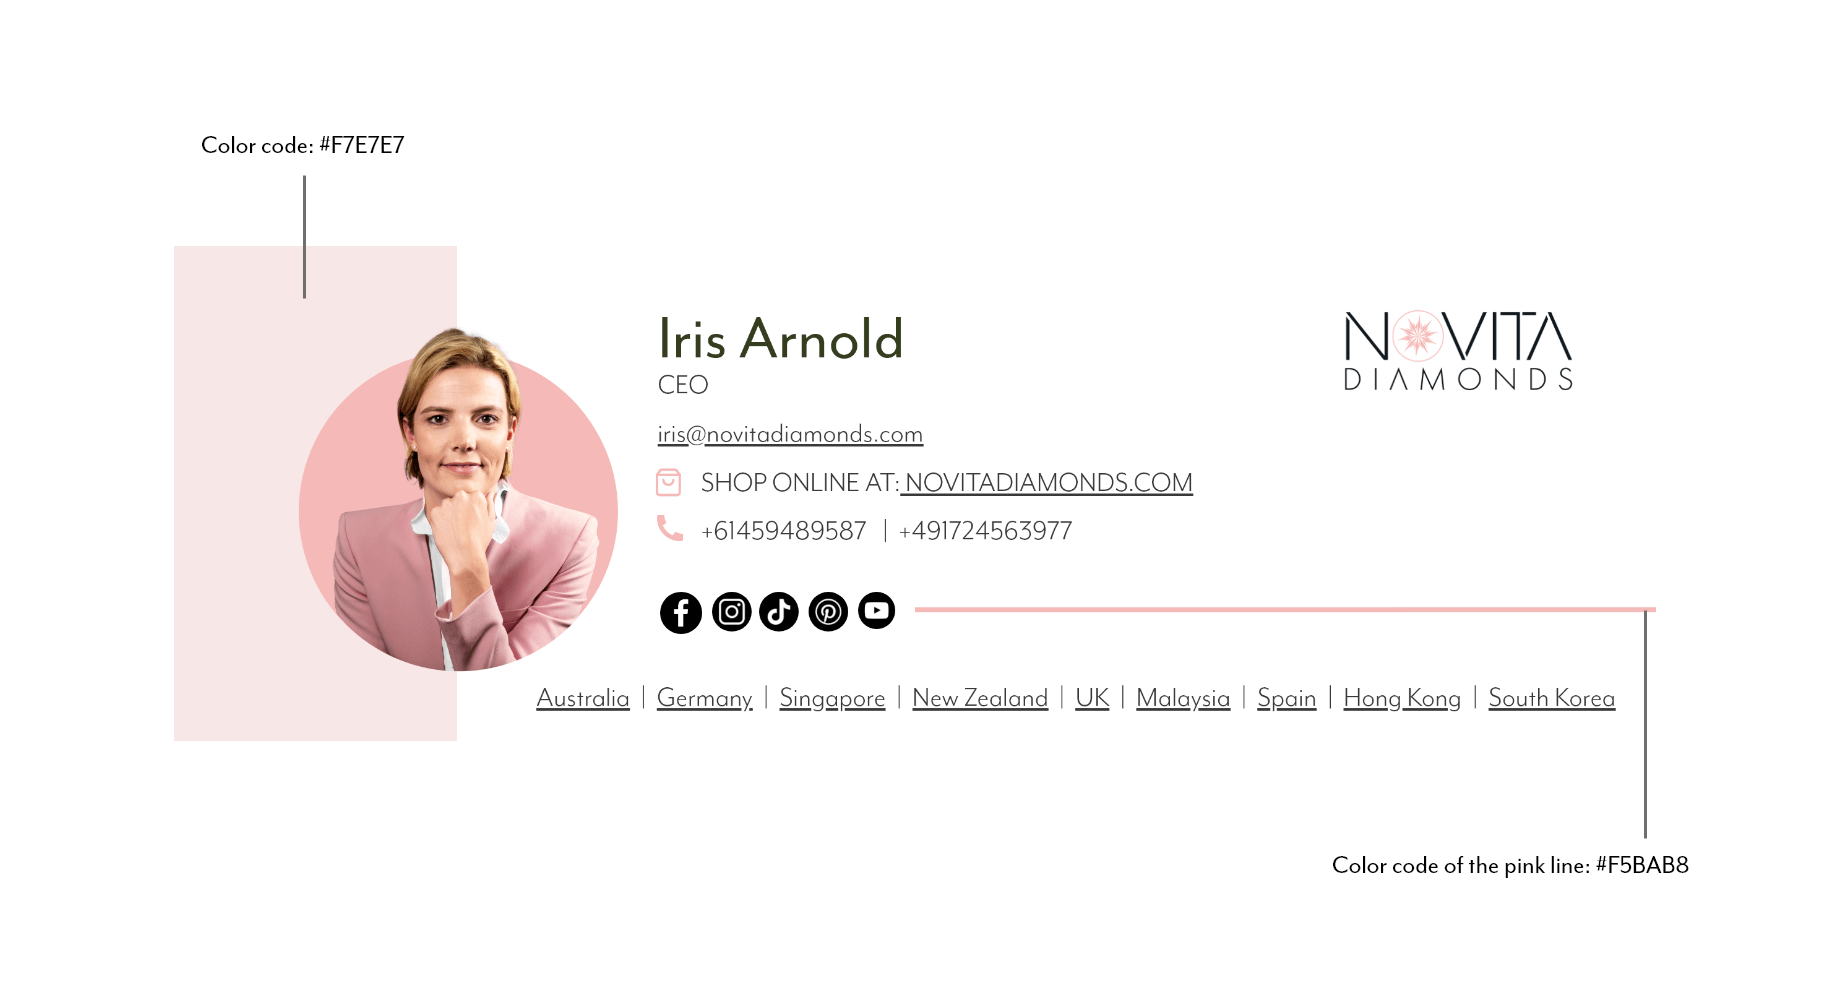 Color code: #F7E7E7
Iris Arnold
CEO
iris@novitadiamonds.com
SHOP ONLINE AT: NOVITADIAMONDS.COM
+61459489587 | +491724563977
NOVITA
DIAMONDS
Australia | Germany | Singapore | New Zealand | UK | Malaysia | Spain | Hong Kong | South Korea
Color code of the pink line: #F5BAB8